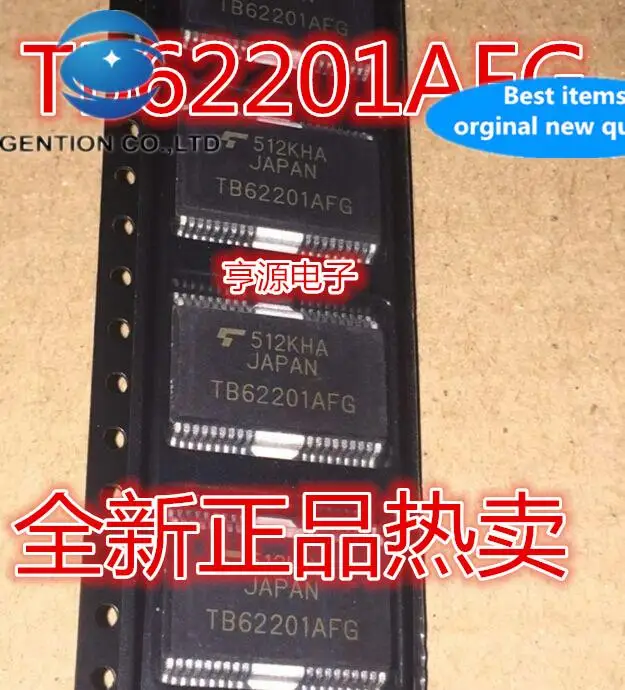 TB62201AFG
TB62201AFG
GENTION CO.,LTD
Best items
orginal new qu
512KHA
JAPAN
TB62201AFG
亨源电子
512KHA
JAPAN
TB62201AFG
全新正品热卖
JAPAN
TB62201AFG